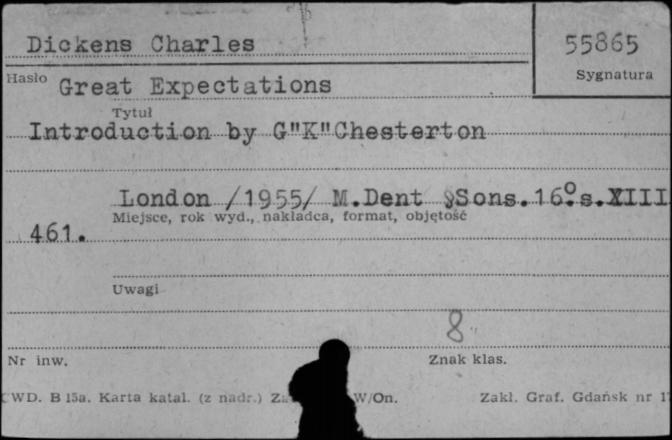 Dickens Charles
55865
Hasło
Sygnatura
Great Expectations
Tytuł
Introduction by G"K"Chesterton
London /1955/ M.Dent &Sons.16°.s.XIII
Miejsce, rok wyd., nakładca, format, objętość
461.
Uwagi
8
Nr inw.
Znak klas.
CWD. B 15a. Karta katal. (z nadr.) W/On.
Zakł. Graf. Gdańsk nr